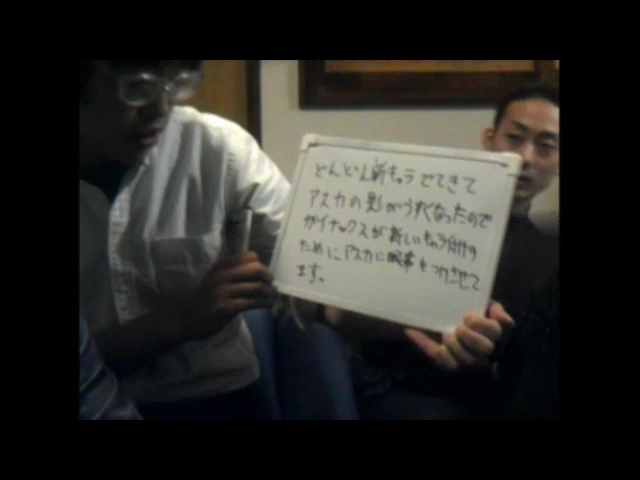 どんどん新キャラでてきて
アスカの影がうすくなったので
ガイナックスが新しいキャラ付の
ためにアスカに眼帯をつけさせて
ます。